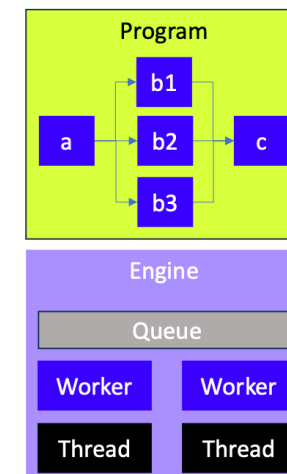 Program
b1
a b2 c
b3
Engine
Queue
Worker Worker
Thread Thread